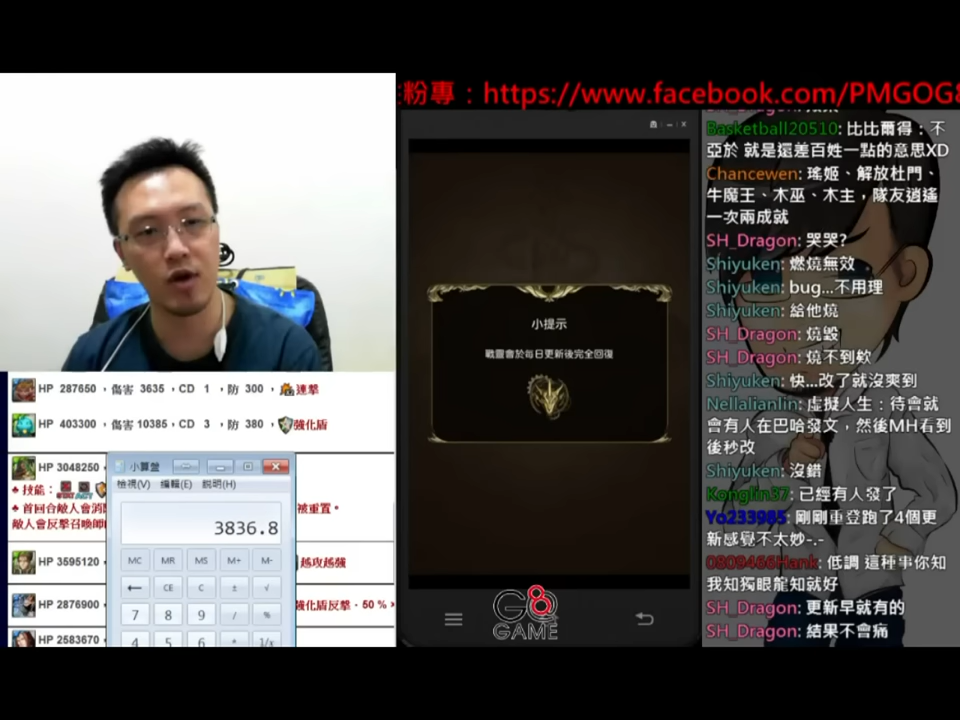 粉專：https://www.facebook.com/PMGOG8
Basketball20510: 比比爾得：不
亞於 就是還差百姓一點的意思XD
Chancewen: 瑤姬、解放杜門、
牛魔王、木巫、木主，隊友逍遙
一次兩成就
SH_Dragon: 哭哭?
Shiyuken: 燃燒無效
Shiyuken: bug...不用理
Shiyuken: 給他燒
SH_Dragon: 燒毀
SH_Dragon: 燒不到欸
Shiyuken: 快...改了就沒爽到
Nellalianlin: 虛擬人生：待會就
會有人在巴哈發文，然後MH看到
後秒改
Shiyuken: 沒錯
Konglin37: 已經有人發了
Yo233985: 剛剛重登跑了4個更
新感覺不太妙-.-
0809466Hank: 低調 這種事你知
我知獨眼龍知就好
SH_Dragon: 更新早就有的
SH_Dragon: 結果不會痛
小提示
戰靈會於每日更新後完全回復
G8
GAME
HP 287650，傷害 3635，CD 1 ，防 300，連擊
HP 403300，傷害 10385，CD 3 ，防 380，強化盾
HP 3048250
♣ 技能：
♣ 首回合敵人會消
被重置。
敵人會反擊召喚師
HP 3595120
越攻越強
HP 2876900
強化盾反擊．50 %
HP 2583670
小算盤
檢視(V) 編輯(E) 說明(H)
3836.8
MC MR MS M+ M-
← CE C ± √
7 8 9 / %
4 5 6 * 1/x